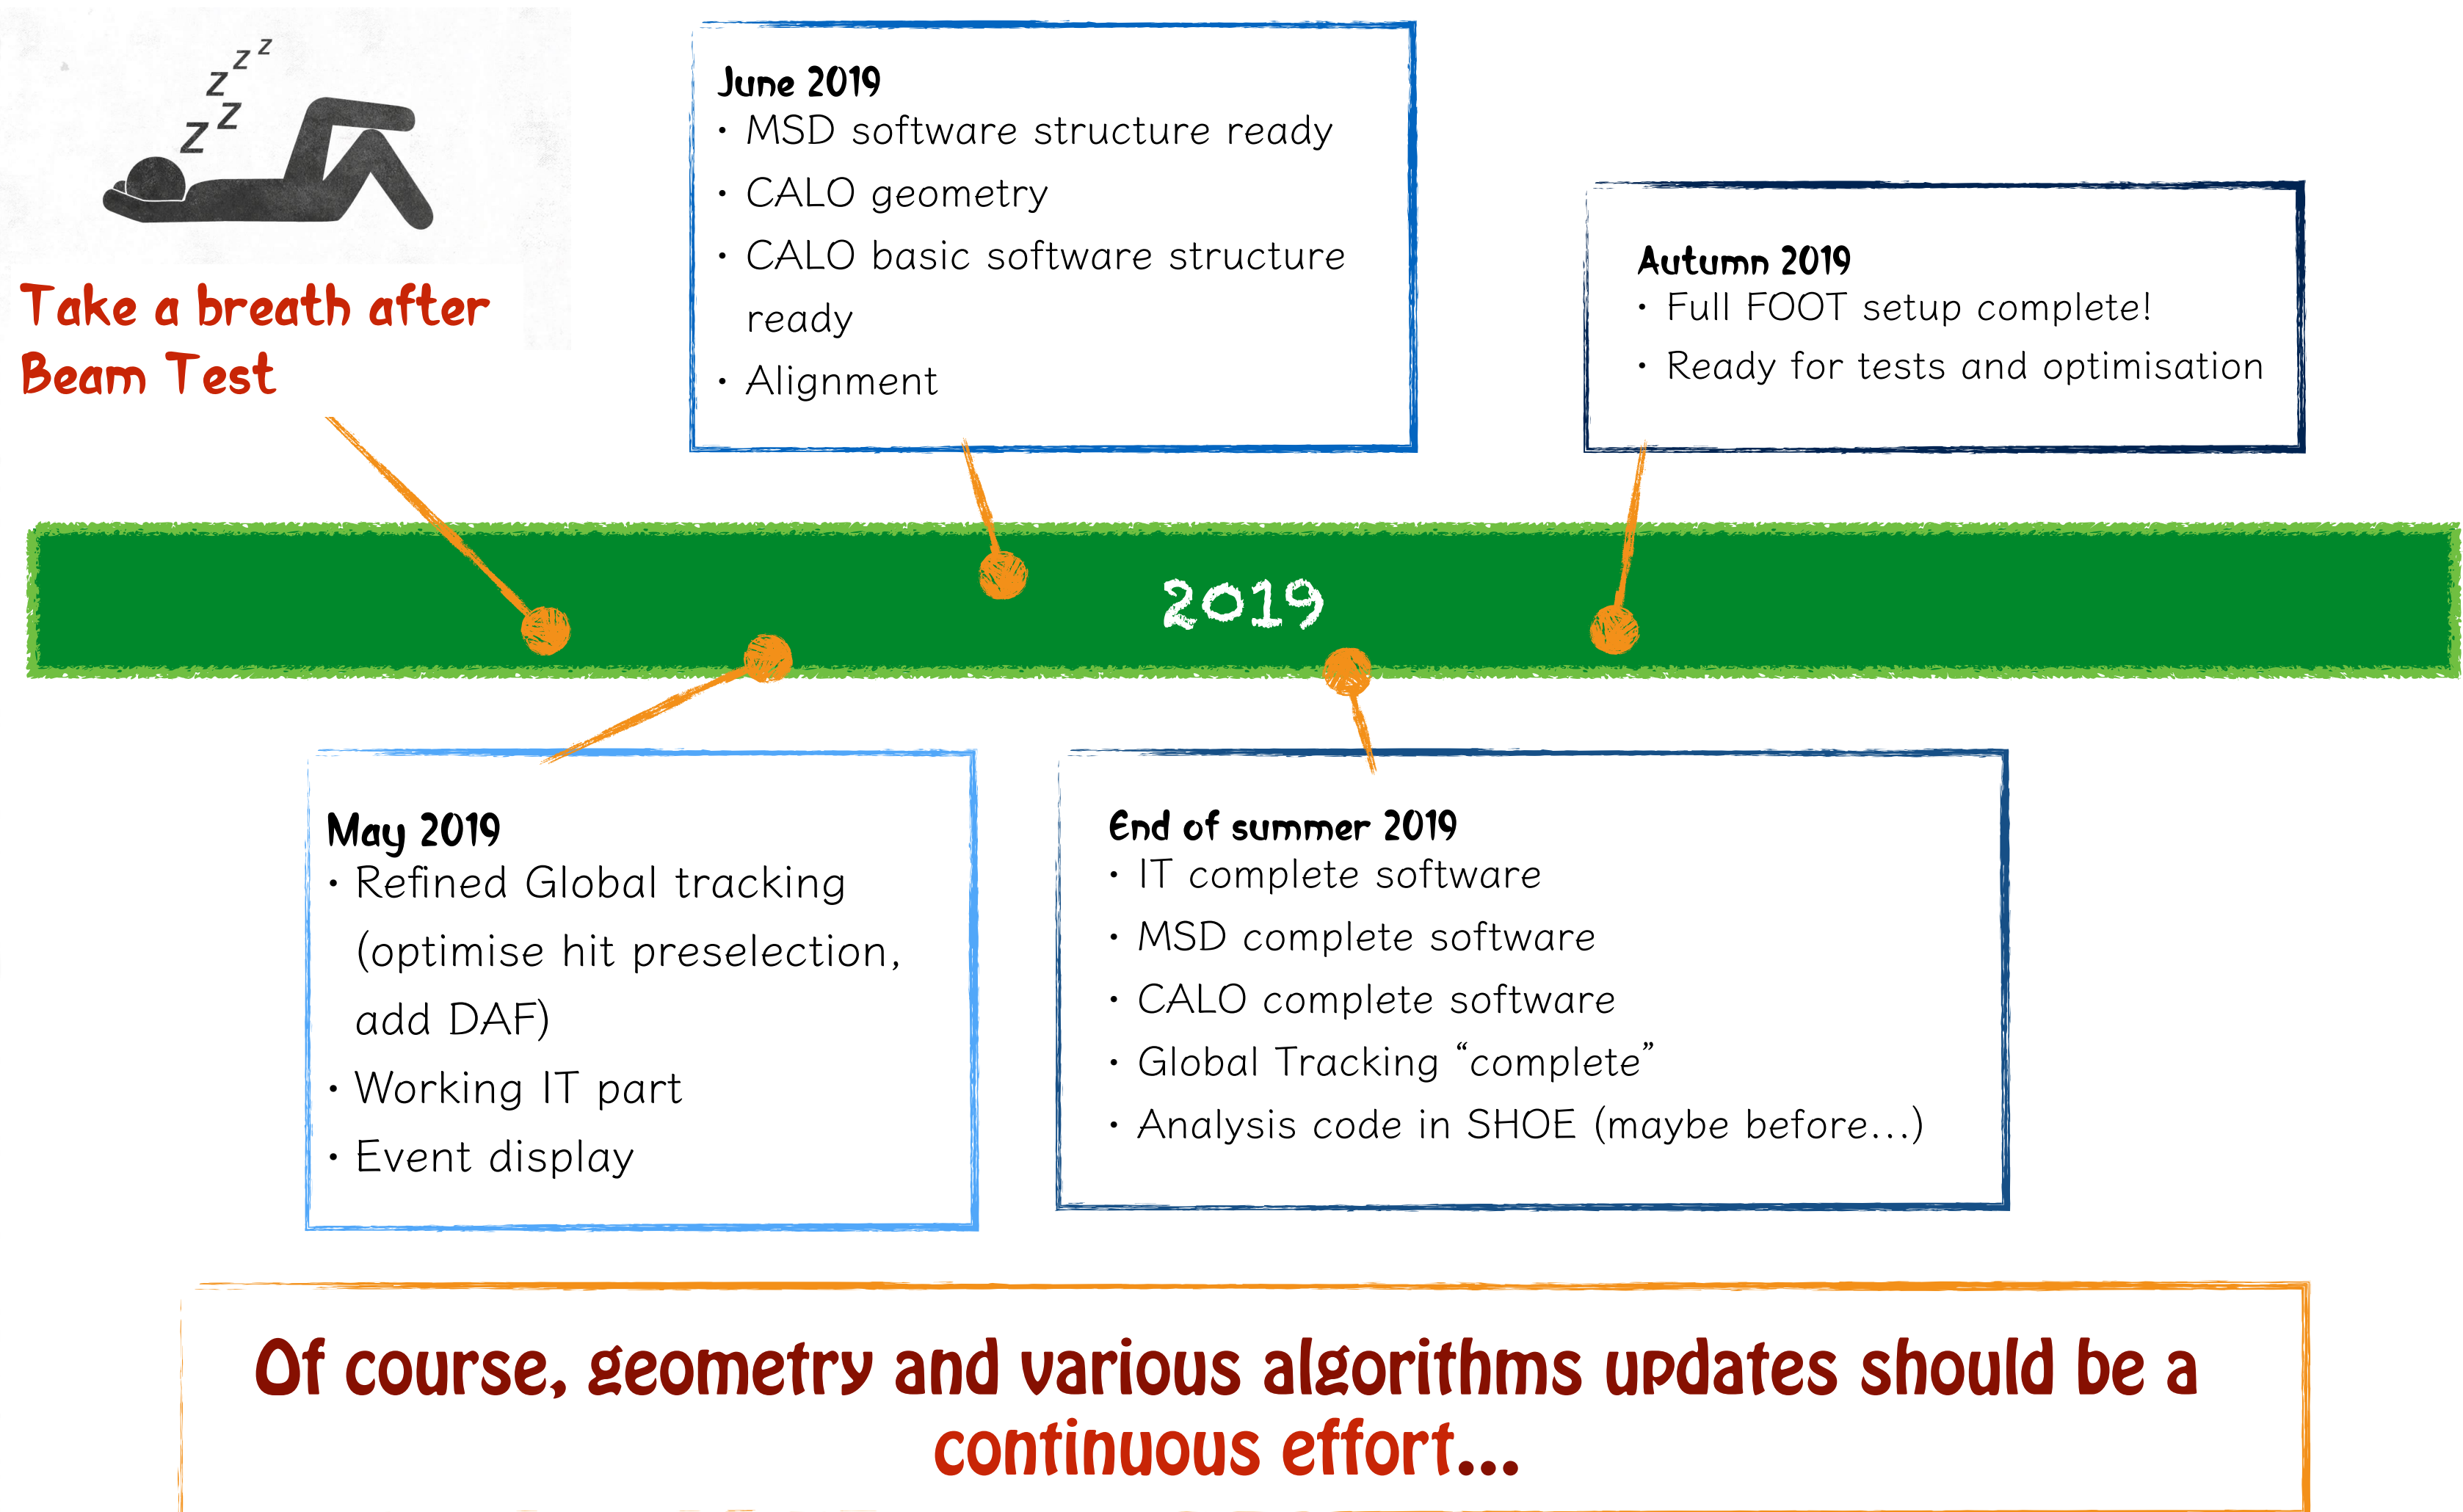 z z
z
z
z
Take a breath after
Beam Test
June 2019
• MSD software structure ready
• CALO geometry
• CALO basic software structure
ready
• Alignment
Autumn 2019
• Full FOOT setup complete!
• Ready for tests and optimisation
2019
May 2019
• Refined Global tracking
(optimise hit preselection,
add DAF)
• Working IT part
• Event display
End of summer 2019
• IT complete software
• MSD complete software
• CALO complete software
• Global Tracking “complete”
• Analysis code in SHOE (maybe before...)
Of course, geometry and various algorithms updates should be a
continuous effort...